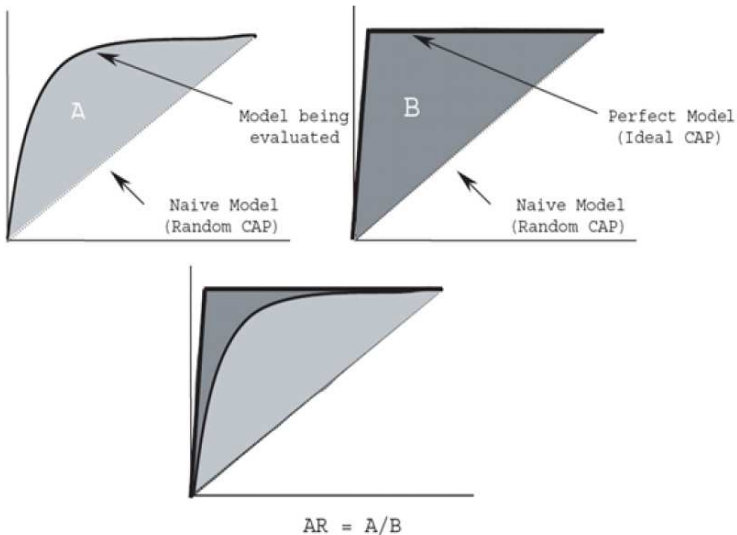 A
Model being
evaluated
Naive Model
(Random CAP)
B
Perfect Model
(Ideal CAP)
Naive Model
(Random CAP)
AR = A/B